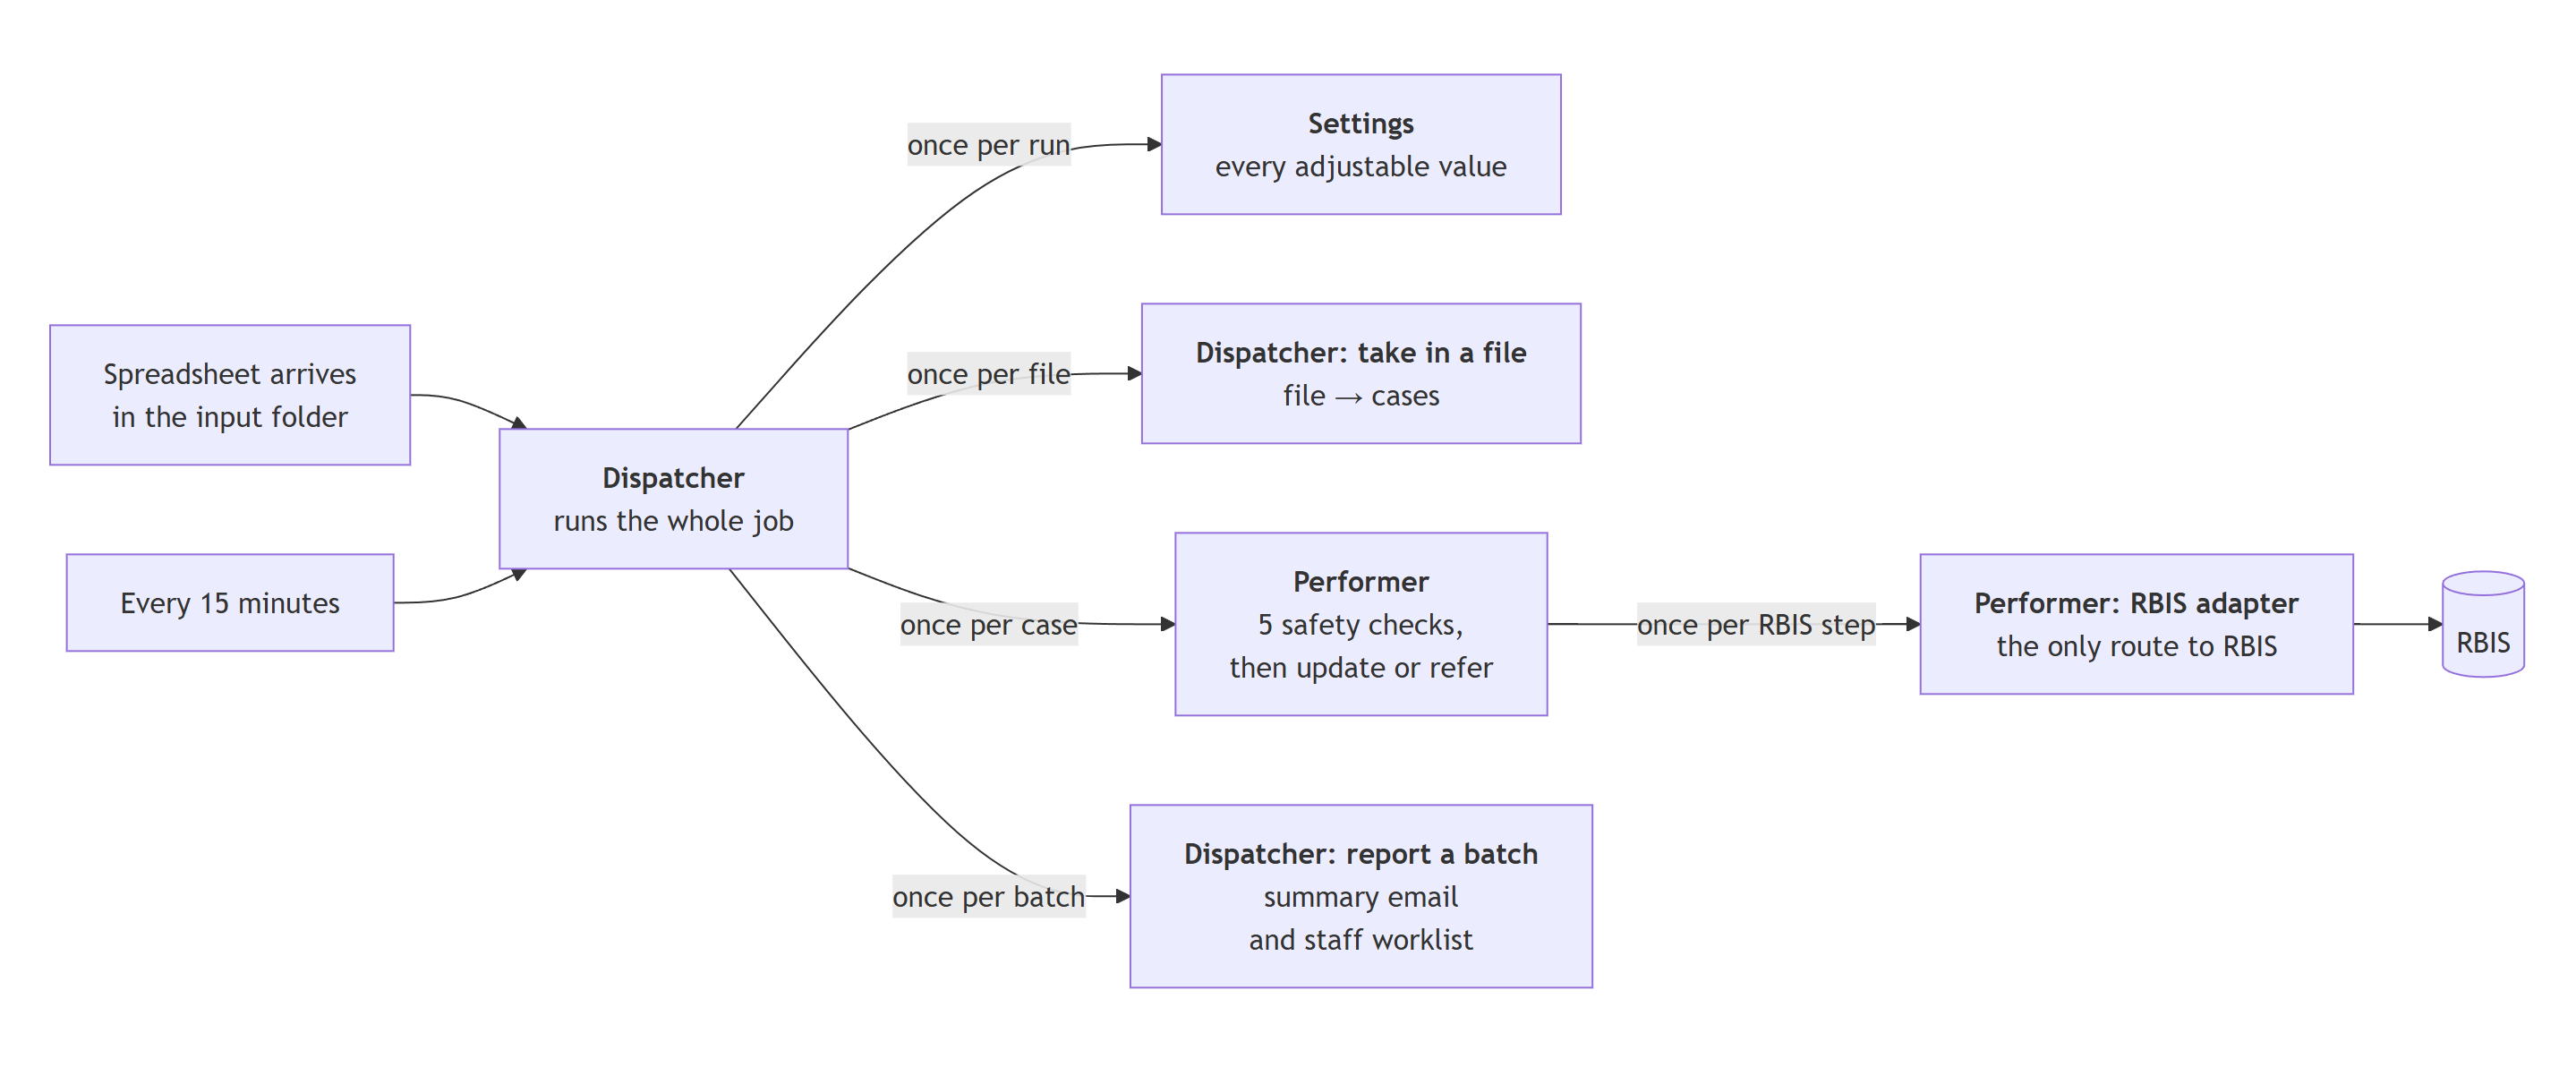 Spreadsheet arrives
in the input folder
Every 15 minutes
Dispatcher
runs the whole job
once per run
Settings
every adjustable value
once per file
Dispatcher: take in a file
file → cases
once per case
Performer
5 safety checks,
then update or refer
once per RBIS step
Performer: RBIS adapter
the only route to RBIS
RBIS
once per batch
Dispatcher: report a batch
summary email
and staff worklist